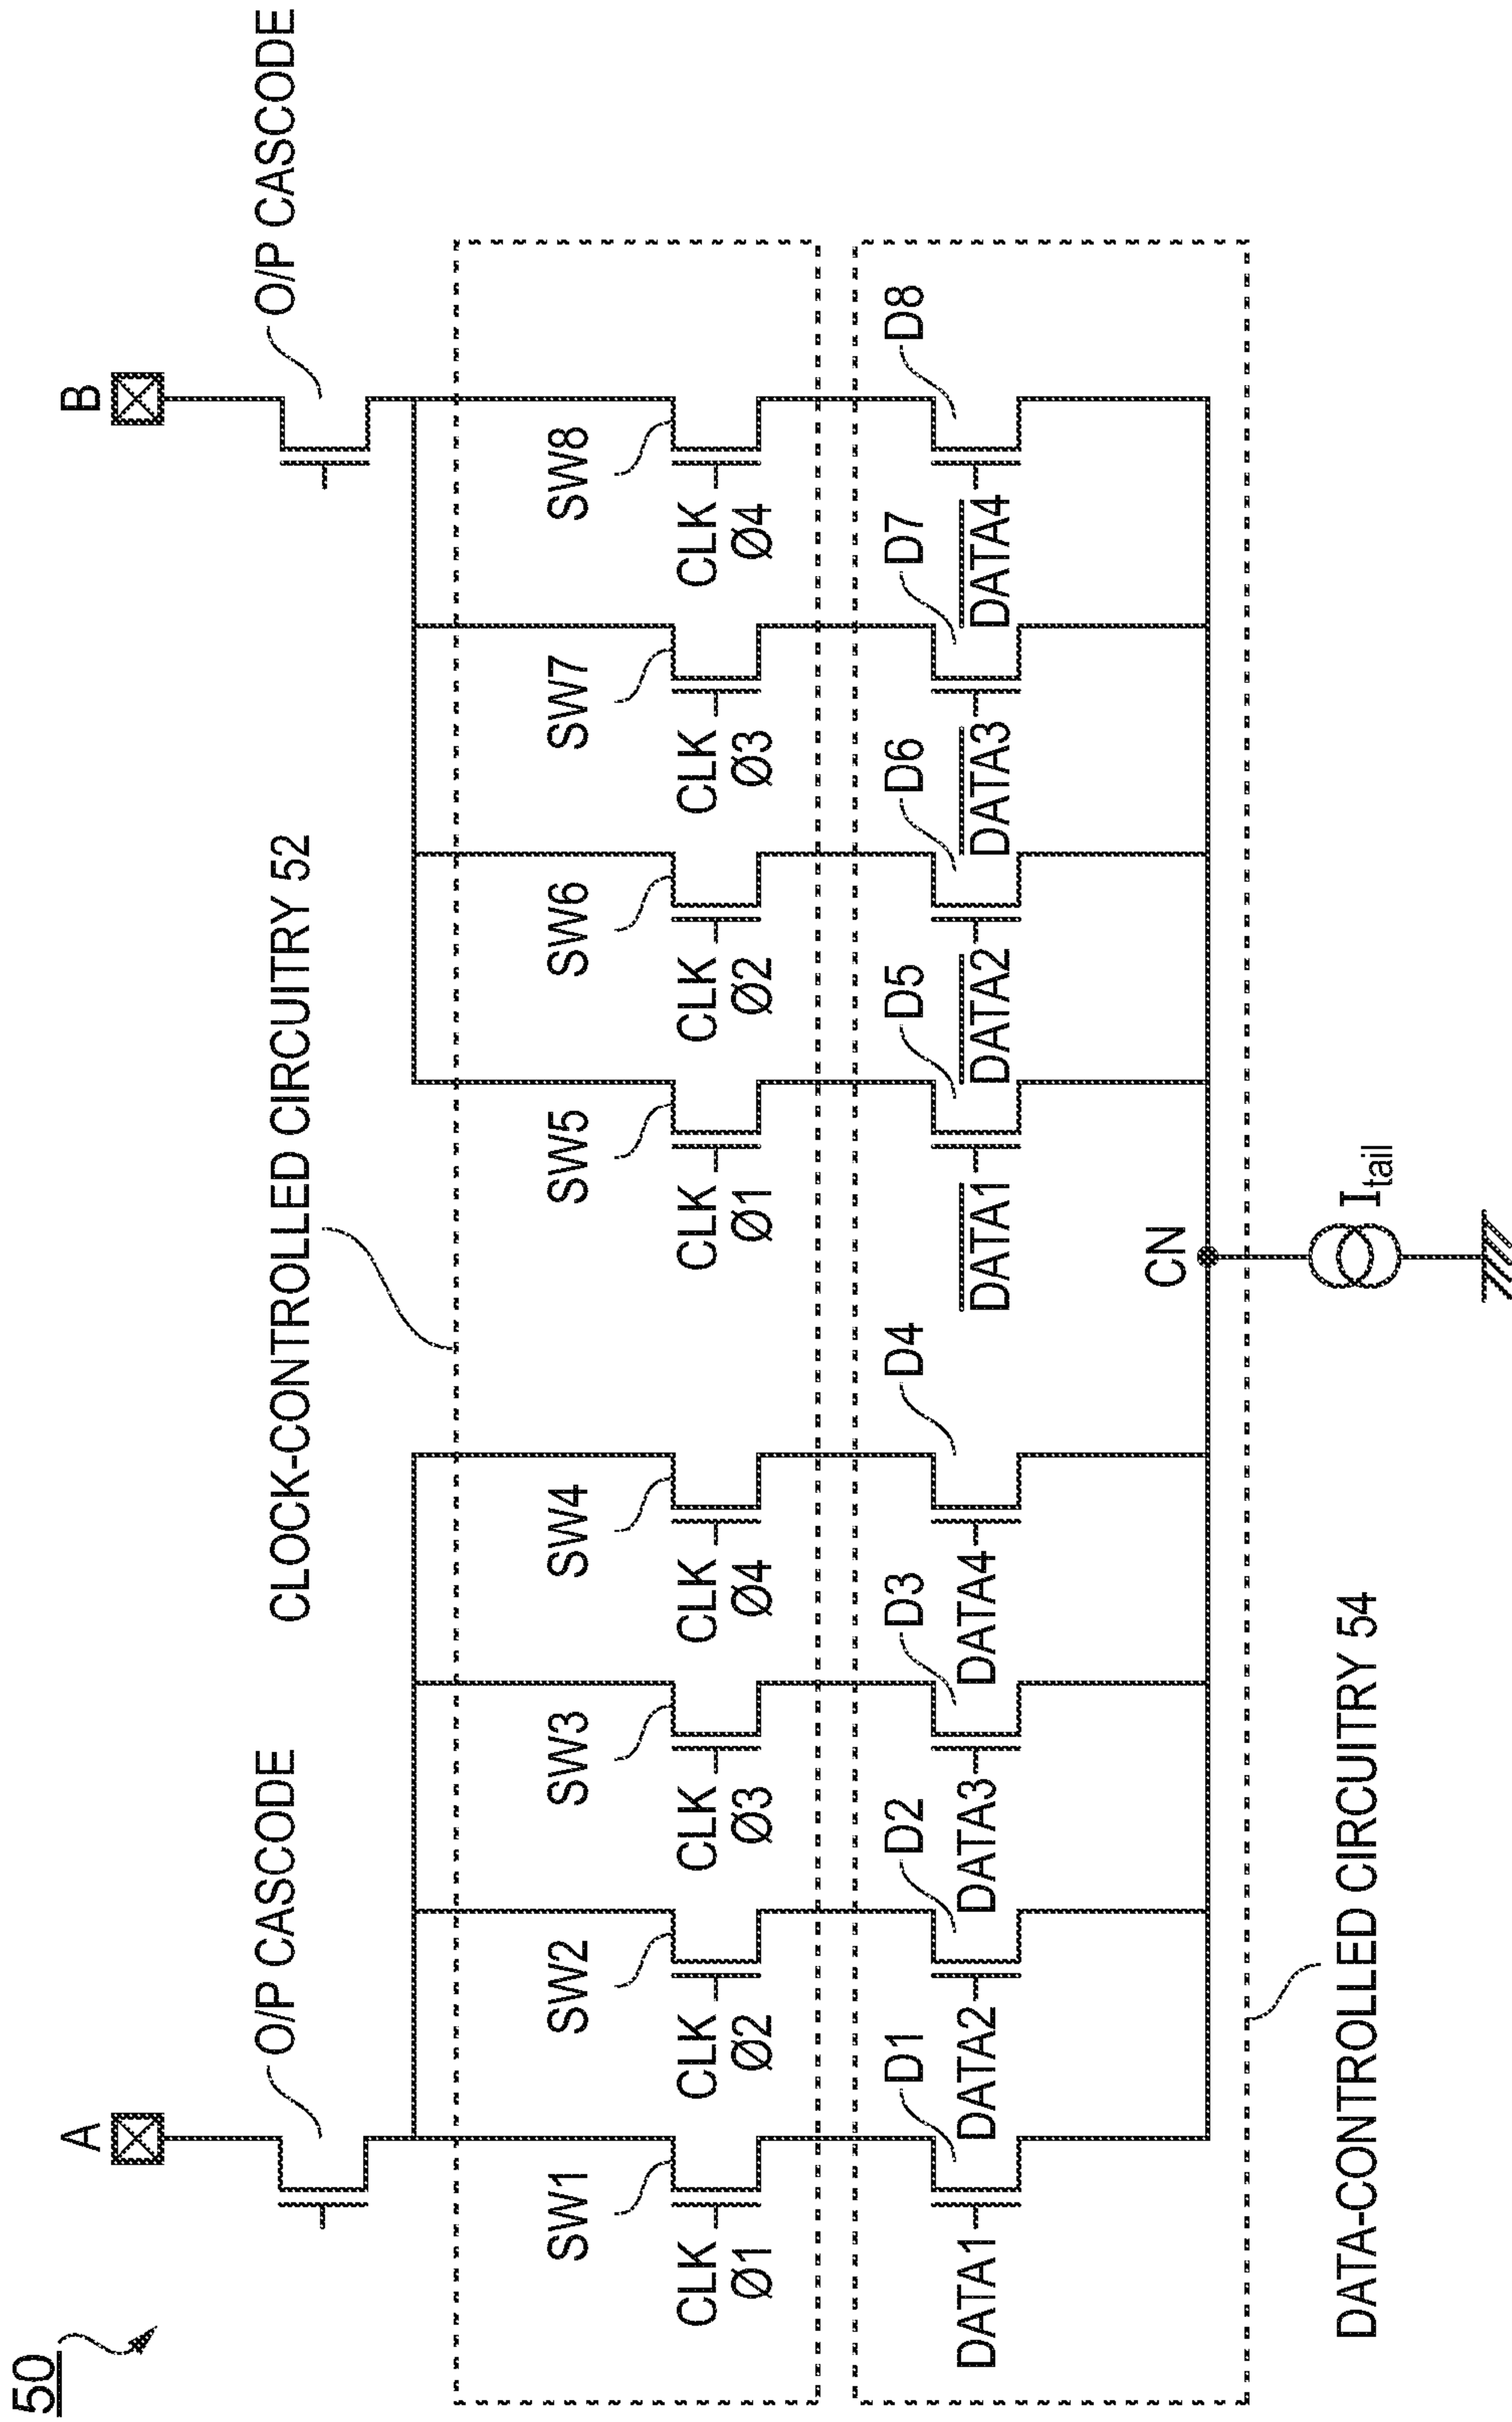 50
A
B
O/P CASCODE
CLOCK-CONTROLLED CIRCUITRY 52
O/P CASCODE
SW1
SW2
SW3
SW4
SW5
SW6
SW7
SW8
CLK
Ø1
CLK
Ø2
CLK
Ø3
CLK
Ø4
CLK
Ø1
CLK
Ø2
CLK
Ø3
CLK
Ø4
D1
D2
D3
D4
D5
D6
D7
D8
DATA1
DATA2
DATA3
DATA4
DATA1
DATA2
DATA3
DATA4
CN
Itail
DATA-CONTROLLED CIRCUITRY 54